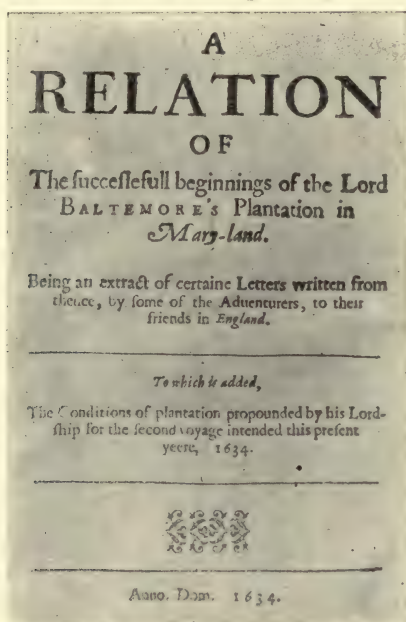 A
RELATION
OF
The ſucceſſefull beginnings of the Lord
BALTEMORE's Plantation in
Mary-land.
Being an extract of certaine Letters written from
thence, by ſome of the Aduenturers, to their
friends in England.
To which is added,
The Conditions of plantation propounded by his Lord-
ſhip for the ſecond voyage intended this preſent
yeere, 1634.
Anno. Dom. 1634.